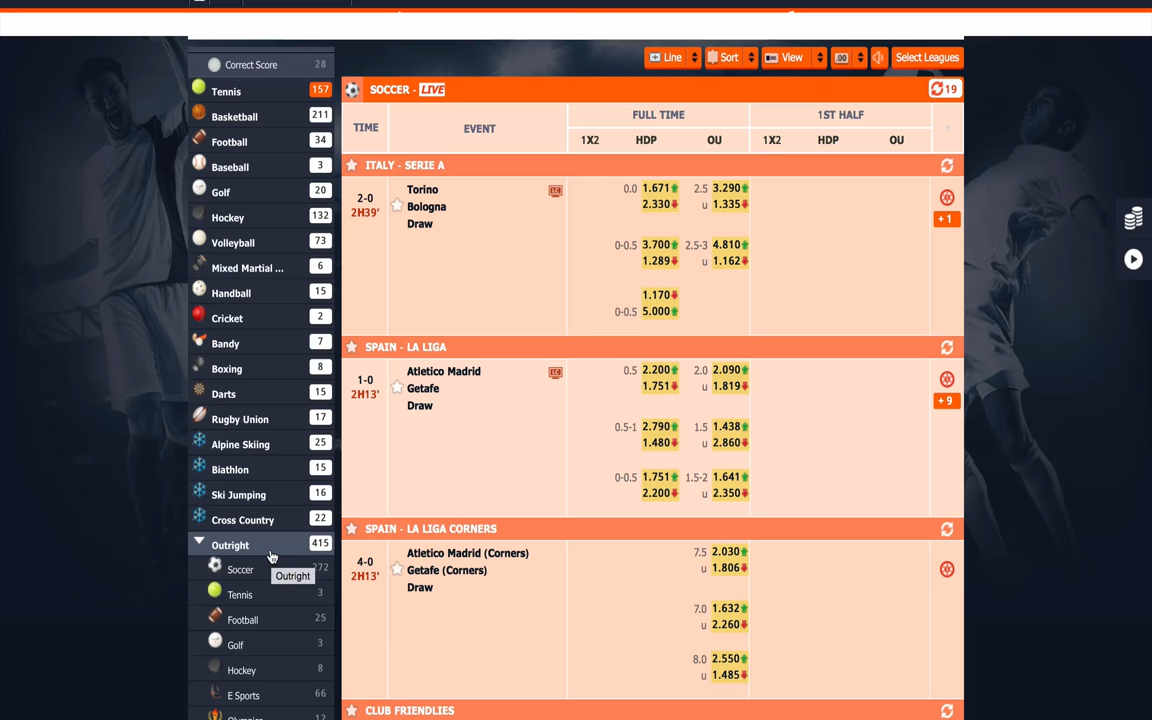 Line
Sort
View
.00
Select Leagues
Correct Score 28
Tennis 157
Basketball 211
Football 34
Baseball 3
Golf 20
Hockey 132
Volleyball 73
Mixed Martial ... 6
Handball 15
Cricket 2
Bandy 7
Boxing 8
Darts 15
Rugby Union 17
Alpine Skiing 25
Biathlon 15
Ski Jumping 16
Cross Country 22
Outright 415
Soccer 272
Outright
Tennis 3
Football 25
Golf 3
Hockey 8
E Sports 66
SOCCER - LIVE 19
TIME EVENT FULL TIME 1ST HALF
1X2 HDP OU 1X2 HDP OU
ITALY - SERIE A
2-0
2H39'
Torino 0.0 1.671 2.5 3.290
Bologna 2.330 u 1.335
Draw
LC
+ 1
0-0.5 3.700 2.5-3 4.810
1.289 u 1.162
1.170
0-0.5 5.000
SPAIN - LA LIGA
1-0
2H13'
Atletico Madrid 0.5 2.200 2.0 2.090
Getafe 1.751 u 1.819
Draw
LC
+ 9
0.5-1 2.790 1.5 1.438
1.480 u 2.860
0-0.5 1.751 1.5-2 1.641
2.200 u 2.350
SPAIN - LA LIGA CORNERS
4-0
2H13'
Atletico Madrid (Corners) 7.5 2.030
Getafe (Corners) u 1.806
Draw
7.0 1.632
u 2.260
8.0 2.550
u 1.485
CLUB FRIENDLIES